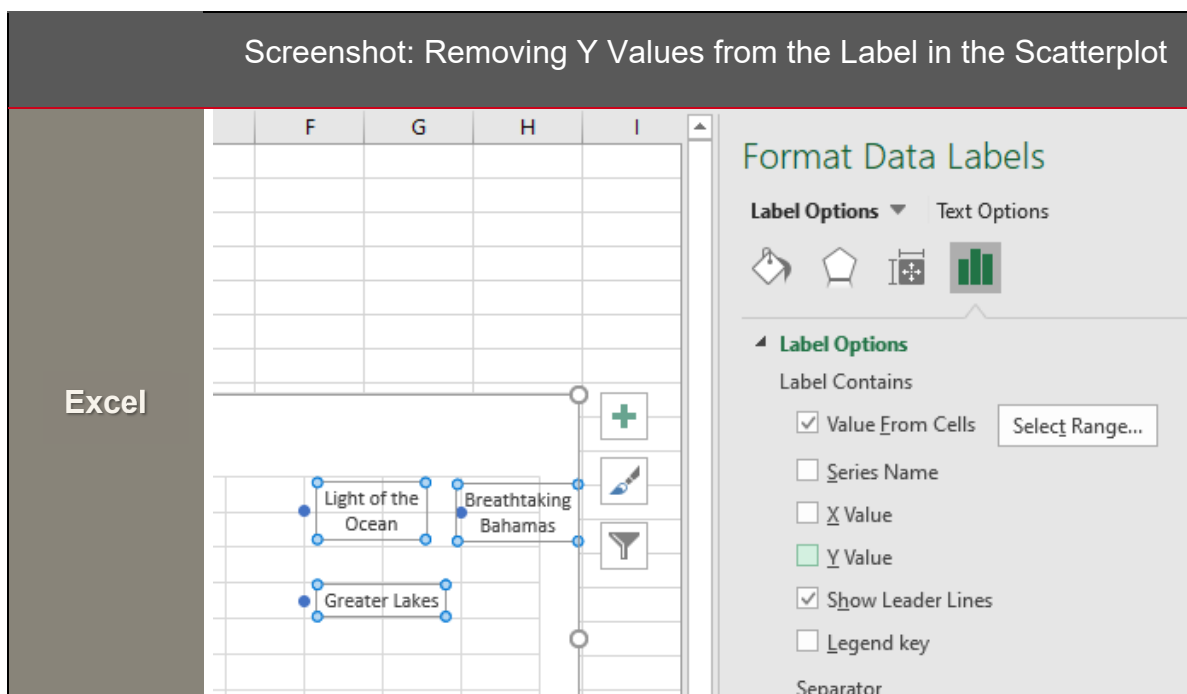 Screenshot: Removing Y Values from the Label in the Scatterplot
Excel
F G H I
Light of the
Ocean
Breathtaking
Bahamas
Greater Lakes
Format Data Labels
Label Options Text Options
Label Options
Label Contains
Value From Cells Select Range...
Series Name
X Value
Y Value
Show Leader Lines
Legend key
Separator